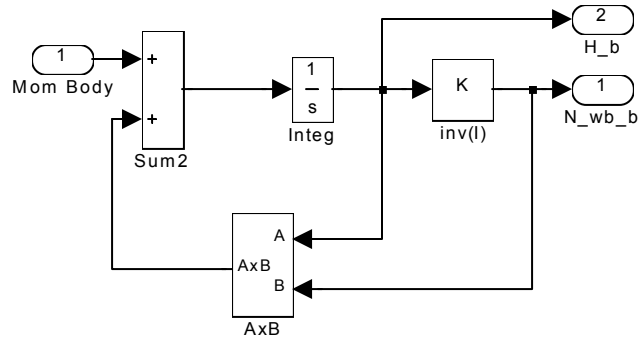 1
Mom Body
+
+
Sum2
1
s
Integ
K
inv(I)
2
H_b
1
N_wb_b
A
AxB
B
AxB